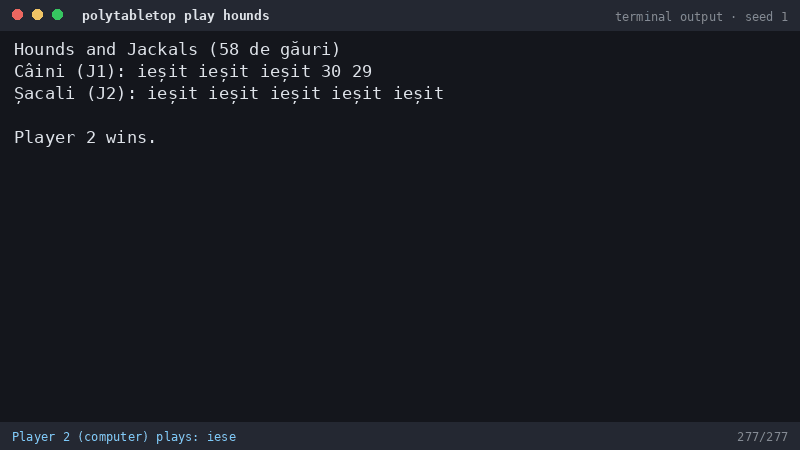 polytabletop play hounds
terminal output · seed 1
Hounds and Jackals (58 de găuri)
Câini (J1): ieșit ieșit ieșit 30 29
Șacali (J2): ieșit ieșit ieșit ieșit ieșit
Player 2 wins.
Player 2 (computer) plays: iese
277/277